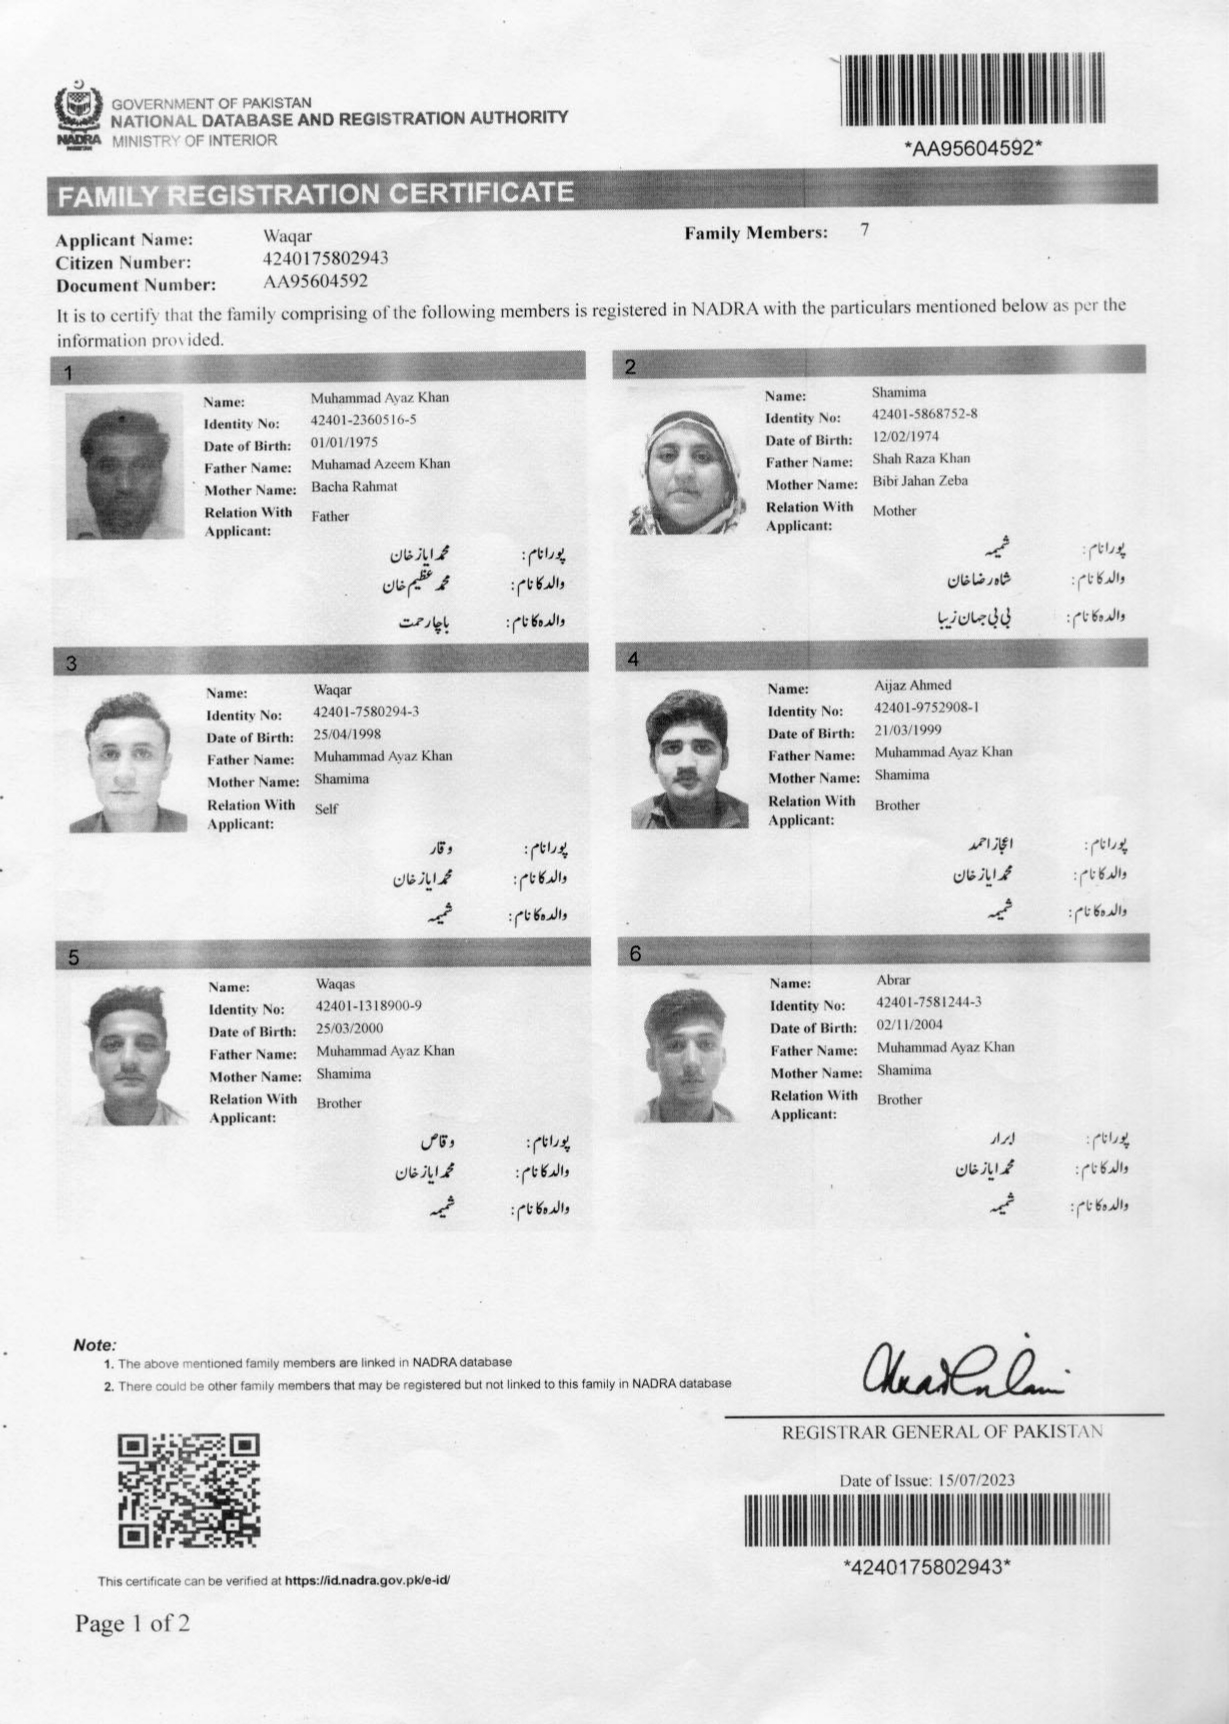 GOVERNMENT OF PAKISTAN
NATIONAL DATABASE AND REGISTRATION AUTHORITY
NADRA MINISTRY OF INTERIOR
*AA95604592*
FAMILY REGISTRATION CERTIFICATE
Applicant Name: Waqar
Family Members: 7
Citizen Number: 4240175802943
Document Number: AA95604592
It is to certify that the family comprising of the following members is registered in NADRA with the particulars mentioned below as per the
information provided.
1
Name: Muhammad Ayaz Khan
Identity No: 42401-2360516-5
Date of Birth: 01/01/1975
Father Name: Muhamad Azeem Khan
Mother Name: Bacha Rahmat
Relation With Father
Applicant:
پورا نام: محمد ایاز خان
والد کا نام: محمد عظیم خان
والدہ کا نام: باچا رحمت
2
Name: Shamima
Identity No: 42401-5868752-8
Date of Birth: 12/02/1974
Father Name: Shah Raza Khan
Mother Name: Bibi Jahan Zeba
Relation With Mother
Applicant:
پورا نام: شمیمہ
والد کا نام: شاہ رضا خان
والدہ کا نام: بی بی جہان زیبا
3
Name: Waqar
Identity No: 42401-7580294-3
Date of Birth: 25/04/1998
Father Name: Muhammad Ayaz Khan
Mother Name: Shamima
Relation With Self
Applicant:
پورا نام: وقار
والد کا نام: محمد ایاز خان
والدہ کا نام: شمیمہ
4
Name: Aijaz Ahmed
Identity No: 42401-9752908-1
Date of Birth: 21/03/1999
Father Name: Muhammad Ayaz Khan
Mother Name: Shamima
Relation With Brother
Applicant:
پورا نام: اعجاز احمد
والد کا نام: محمد ایاز خان
والدہ کا نام: شمیمہ
5
Name: Waqas
Identity No: 42401-1318900-9
Date of Birth: 25/03/2000
Father Name: Muhammad Ayaz Khan
Mother Name: Shamima
Relation With Brother
Applicant:
پورا نام: وقاص
والد کا نام: محمد ایاز خان
والدہ کا نام: شمیمہ
6
Name: Abrar
Identity No: 42401-7581244-3
Date of Birth: 02/11/2004
Father Name: Muhammad Ayaz Khan
Mother Name: Shamima
Relation With Brother
Applicant:
پورا نام: ابرار
والد کا نام: محمد ایاز خان
والدہ کا نام: شمیمہ
Note:
1. The above mentioned family members are linked in NADRA database
2. There could be other family members that may be registered but not linked to this family in NADRA database
REGISTRAR GENERAL OF PAKISTAN
Date of Issue: 15/07/2023
*4240175802943*
This certificate can be verified at https://id.nadra.gov.pk/e-id/
Page 1 of 2